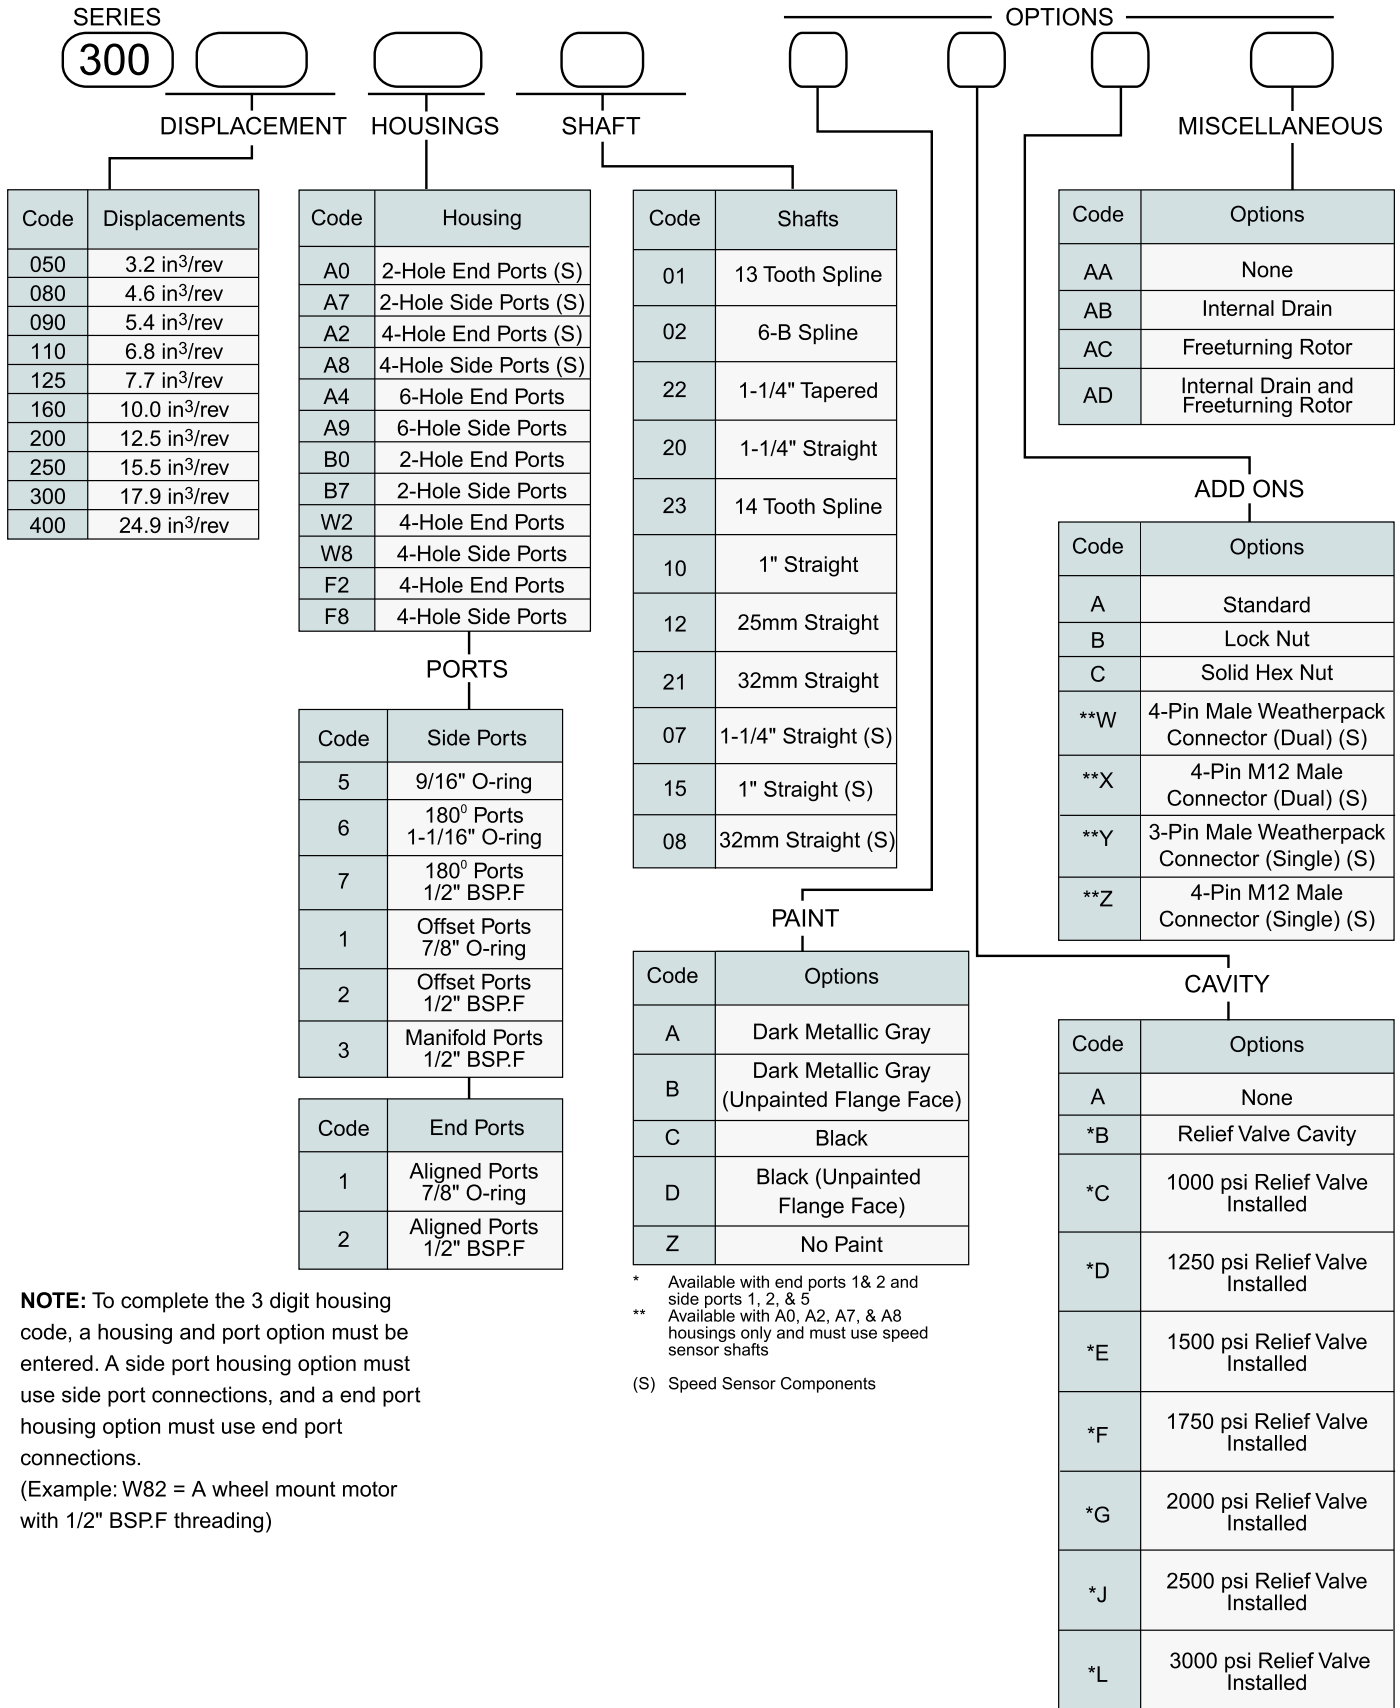 SERIES
OPTIONS
300
DISPLACEMENT
HOUSINGS
SHAFT
MISCELLANEOUS
Code Displacements
050 3.2 in³/rev
080 4.6 in³/rev
090 5.4 in³/rev
110 6.8 in³/rev
125 7.7 in³/rev
160 10.0 in³/rev
200 12.5 in³/rev
250 15.5 in³/rev
300 17.9 in³/rev
400 24.9 in³/rev
Code Housing
A0 2-Hole End Ports (S)
A7 2-Hole Side Ports (S)
A2 4-Hole End Ports (S)
A8 4-Hole Side Ports (S)
A4 6-Hole End Ports
A9 6-Hole Side Ports
B0 2-Hole End Ports
B7 2-Hole Side Ports
W2 4-Hole End Ports
W8 4-Hole Side Ports
F2 4-Hole End Ports
F8 4-Hole Side Ports
PORTS
Code Side Ports
5 9/16" O-ring
6 180⁰ Ports
1-1/16" O-ring
7 180⁰ Ports
1/2" BSP.F
1 Offset Ports
7/8" O-ring
2 Offset Ports
1/2" BSP.F
3 Manifold Ports
1/2" BSP.F
Code End Ports
1 Aligned Ports
7/8" O-ring
2 Aligned Ports
1/2" BSP.F
NOTE: To complete the 3 digit housing
code, a housing and port option must be
entered. A side port housing option must
use side port connections, and a end port
housing option must use end port
connections.
(Example: W82 = A wheel mount motor
with 1/2" BSP.F threading)
Code Shafts
01 13 Tooth Spline
02 6-B Spline
22 1-1/4" Tapered
20 1-1/4" Straight
23 14 Tooth Spline
10 1" Straight
12 25mm Straight
21 32mm Straight
07 1-1/4" Straight (S)
15 1" Straight (S)
08 32mm Straight (S)
PAINT
Code Options
A Dark Metallic Gray
B Dark Metallic Gray
(Unpainted Flange Face)
C Black
D Black (Unpainted
Flange Face)
Z No Paint
* Available with end ports 1& 2 and
side ports 1, 2, & 5
** Available with A0, A2, A7, & A8
housings only and must use speed
sensor shafts
(S) Speed Sensor Components
Code Options
AA None
AB Internal Drain
AC Freeturning Rotor
AD Internal Drain and
Freeturning Rotor
ADD ONS
Code Options
A Standard
B Lock Nut
C Solid Hex Nut
**W 4-Pin Male Weatherpack
Connector (Dual) (S)
**X 4-Pin M12 Male
Connector (Dual) (S)
**Y 3-Pin Male Weatherpack
Connector (Single) (S)
**Z 4-Pin M12 Male
Connector (Single) (S)
CAVITY
Code Options
A None
*B Relief Valve Cavity
*C 1000 psi Relief Valve
Installed
*D 1250 psi Relief Valve
Installed
*E 1500 psi Relief Valve
Installed
*F 1750 psi Relief Valve
Installed
*G 2000 psi Relief Valve
Installed
*J 2500 psi Relief Valve
Installed
*L 3000 psi Relief Valve
Installed